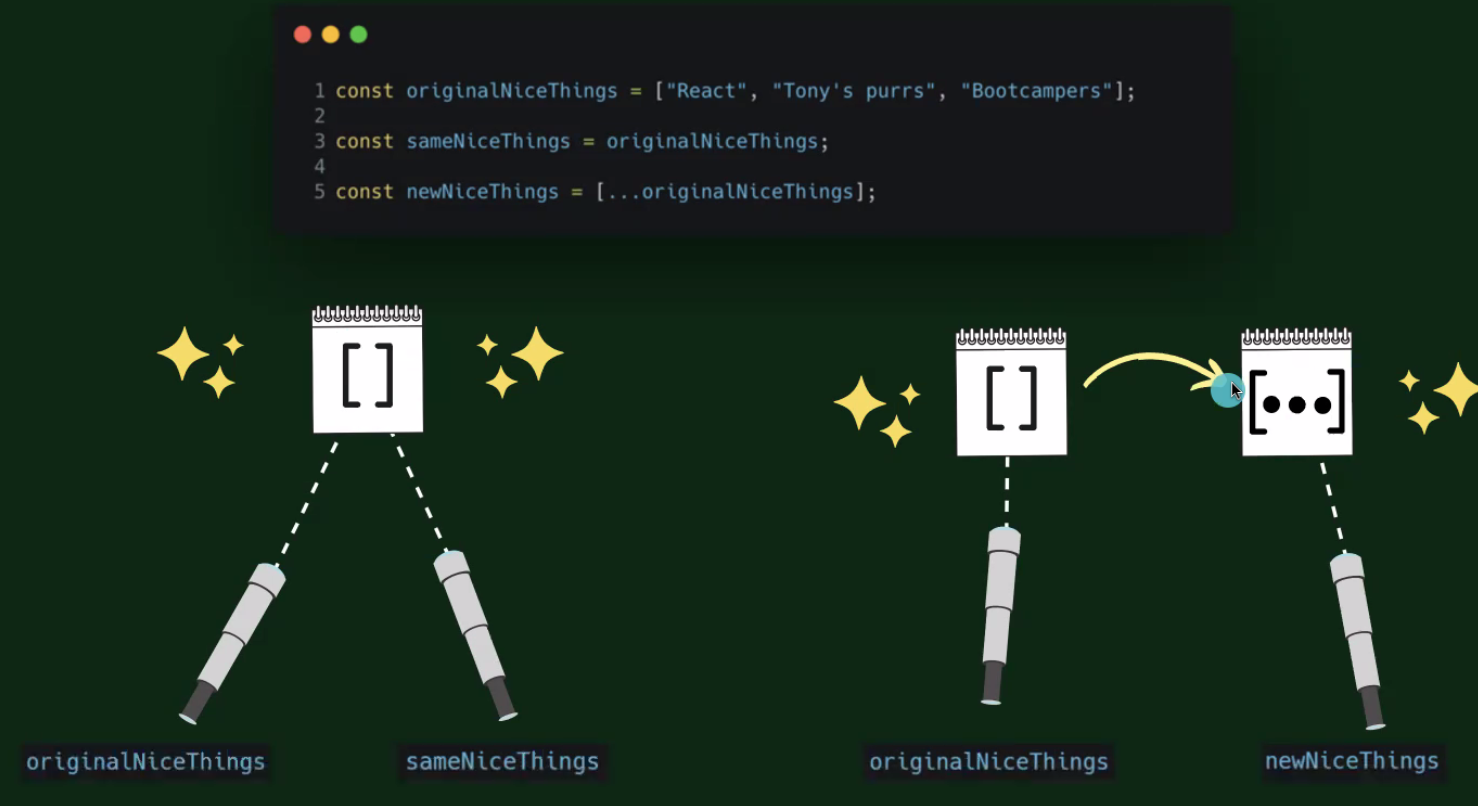 1 const originalNiceThings = ["React", "Tony's purrs", "Bootcampers"];
2
3 const sameNiceThings = originalNiceThings;
4
5 const newNiceThings = [...originalNiceThings];
[ ]
[ ]
[•••]
originalNiceThings
sameNiceThings
originalNiceThings
newNiceThings